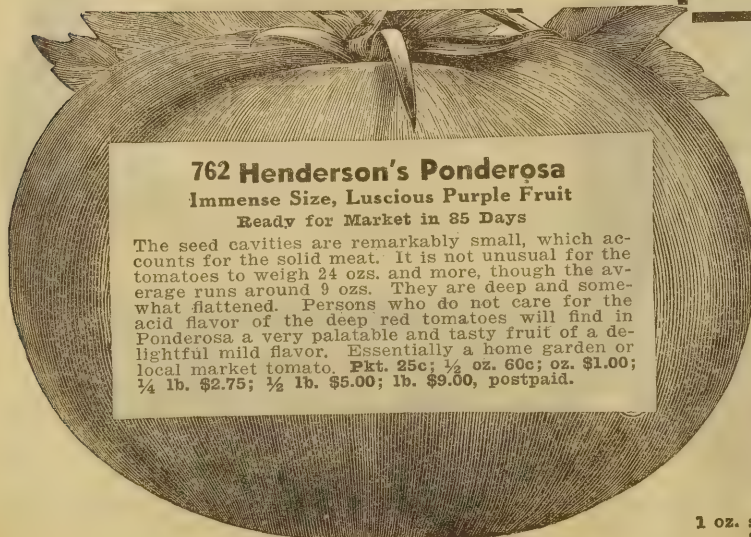 762 Henderson's Ponderosa
Immense Size, Luscious Purple Fruit
Ready for Market in 85 Days
The seed cavities are remarkably small, which ac-
counts for the solid meat. It is not unusual for the
tomatoes to weigh 24 ozs. and more, though the av-
erage runs around 9 ozs. They are deep and some-
what flattened. Persons who do not care for the
acid flavor of the deep red tomatoes will find in
Ponderosa a very palatable and tasty fruit of a de-
lightful mild flavor. Essentially a home garden or
local market tomato. Pkt. 25c; ½ oz. 60c; oz. $1.00;
¼ lb. $2.75; ½ lb. $5.00; lb. $9.00, postpaid.
1 oz.